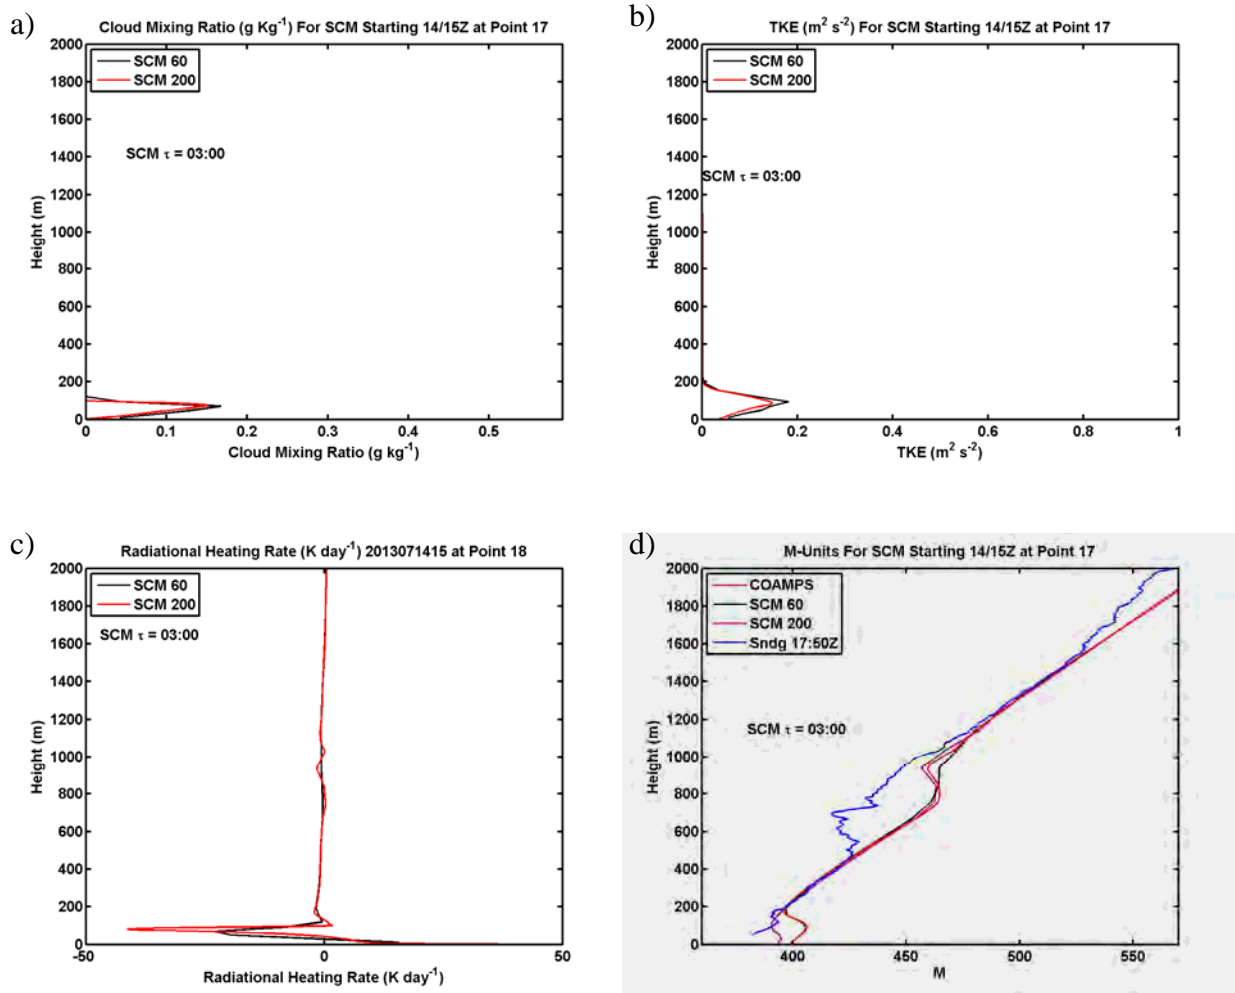 a)
Cloud Mixing Ratio (g Kg-1) For SCM Starting 14/15Z at Point 17
2000
1800
1600
1400
1200
1000
800
600
400
200
0
Height (m)
SCM 60
SCM 200
SCM τ = 03:00
0 0.1 0.2 0.3 0.4 0.5
Cloud Mixing Ratio (g kg-1)
b)
TKE (m2 s-2) For SCM Starting 14/15Z at Point 17
2000
1800
1600
1400
1200
1000
800
600
400
200
0
Height (m)
SCM 60
SCM 200
SCM τ = 03:00
0 0.2 0.4 0.6 0.8 1
TKE (m2 s-2)
c)
Radiational Heating Rate (K day-1) 2013071415 at Point 18
2000
1800
1600
1400
1200
1000
800
600
400
200
0
Height (m)
SCM 60
SCM 200
SCM τ = 03:00
-50 0 50
Radiational Heating Rate (K day-1)
d)
M-Units For SCM Starting 14/15Z at Point 17
2000
1800
1600
1400
1200
1000
800
600
400
200
0
Height (m)
COAMPS
SCM 60
SCM 200
Sndg 17:50Z
SCM τ = 03:00
400 450 500 550
M